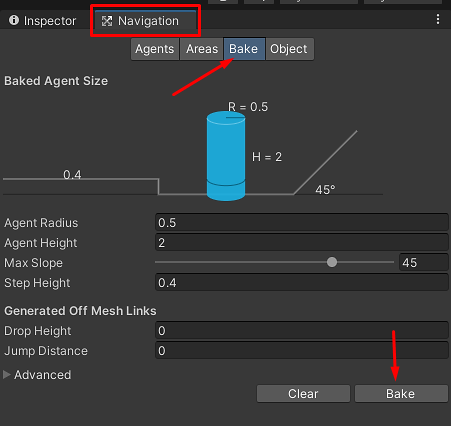 Inspector Navigation
Agents Areas Bake Object
Baked Agent Size
R = 0.5
H = 2
0.4
45°
Agent Radius 0.5
Agent Height 2
Max Slope 45
Step Height 0.4
Generated Off Mesh Links
Drop Height 0
Jump Distance 0
Advanced
Clear Bake